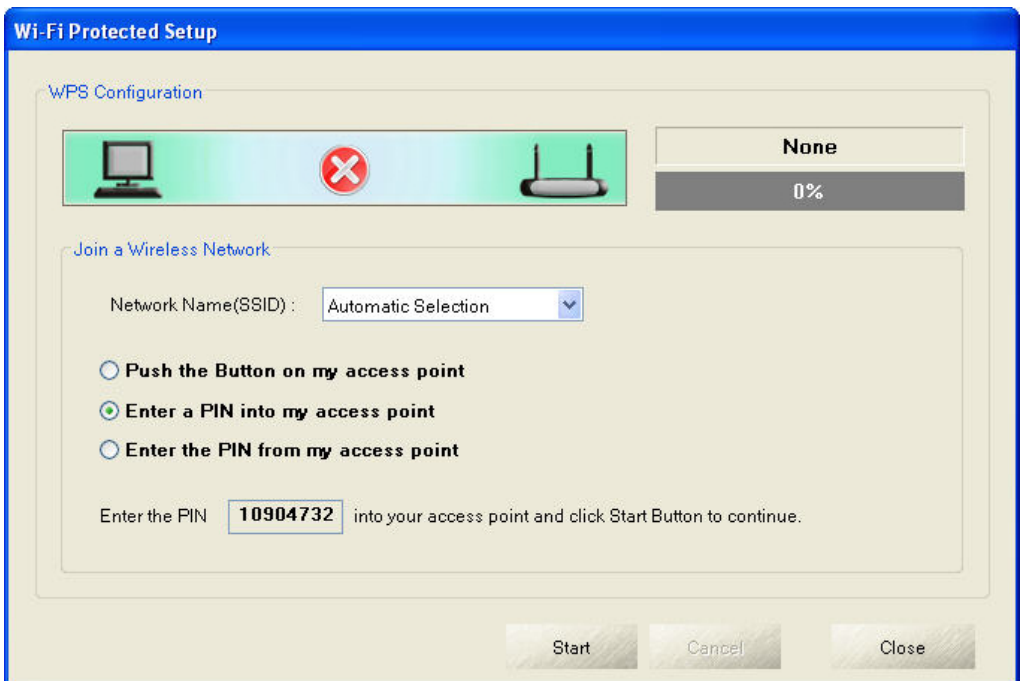 Wi-Fi Protected Setup
WPS Configuration
None
0%
Join a Wireless Network
Network Name(SSID) : Automatic Selection
Push the Button on my access point
Enter a PIN into my access point
Enter the PIN from my access point
Enter the PIN 10904732 into your access point and click Start Button to continue.
Start Cancel Close